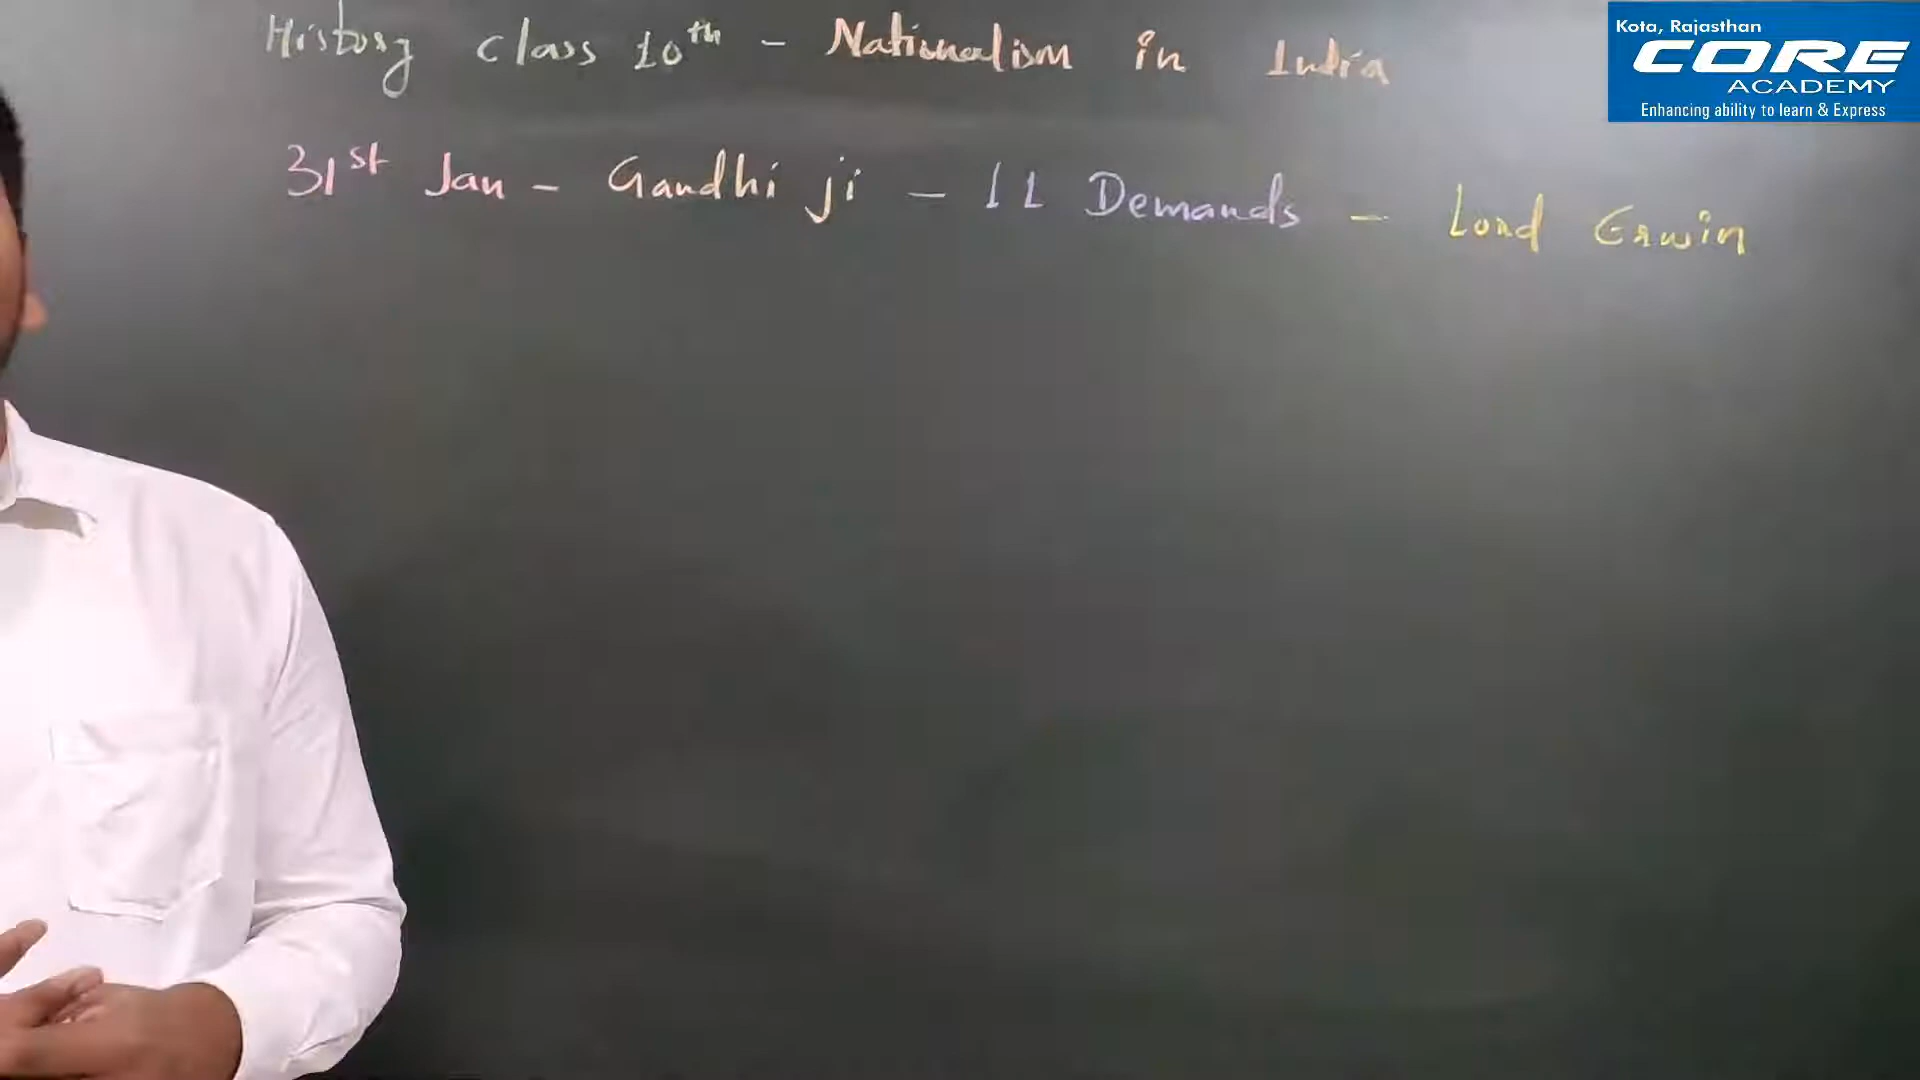 History class 10th - Nationalism in India
31st Jan - Gandhi ji - 11 Demands - Lord Erwin
Kota, Rajasthan
CORE
ACADEMY
Enhancing ability to learn & Express